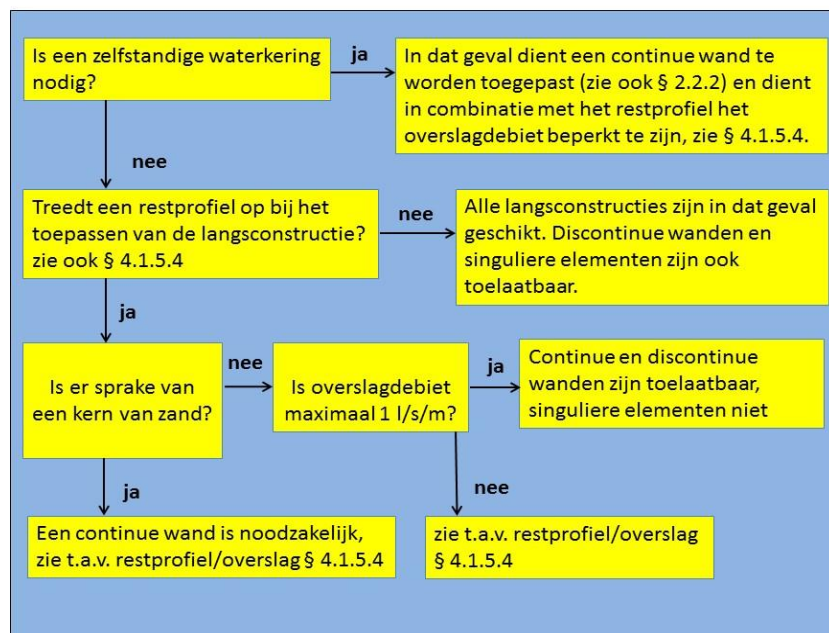 Is een zelfstandige waterkering
nodig?
ja
In dat geval dient een continue wand te
worden toegepast (zie ook § 2.2.2) en dient
in combinatie met het restprofiel het
overslagdebiet beperkt te zijn, zie § 4.1.5.4.
nee
Treedt een restprofiel op bij het
toepassen van de langsconstructie?
zie ook § 4.1.5.4
nee
Alle langsconstructies zijn in dat geval
geschikt. Discontinue wanden en
singuliere elementen zijn ook
toelaatbaar.
ja
Is er sprake van
een kern van zand?
nee
Is overslagdebiet
maximaal 1 l/s/m?
ja
Continue en discontinue
wanden zijn toelaatbaar,
singuliere elementen niet
ja
nee
Een continue wand is noodzakelijk,
zie t.a.v. restprofiel/overslag § 4.1.5.4
zie t.a.v. restprofiel/overslag
§ 4.1.5.4